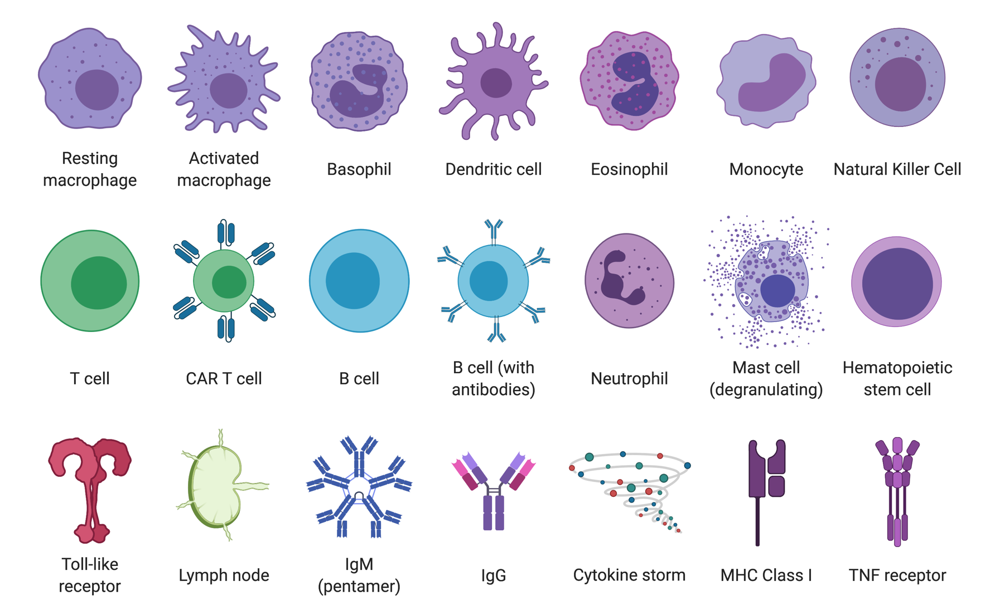 Resting
macrophage
Activated
macrophage
Basophil
Dendritic cell
Eosinophil
Monocyte
Natural Killer Cell
T cell
CAR T cell
B cell
B cell (with
antibodies)
Neutrophil
Mast cell
(degranulating)
Hematopoietic
stem cell
Toll-like
receptor
Lymph node
IgM
(pentamer)
IgG
Cytokine storm
MHC Class I
TNF receptor